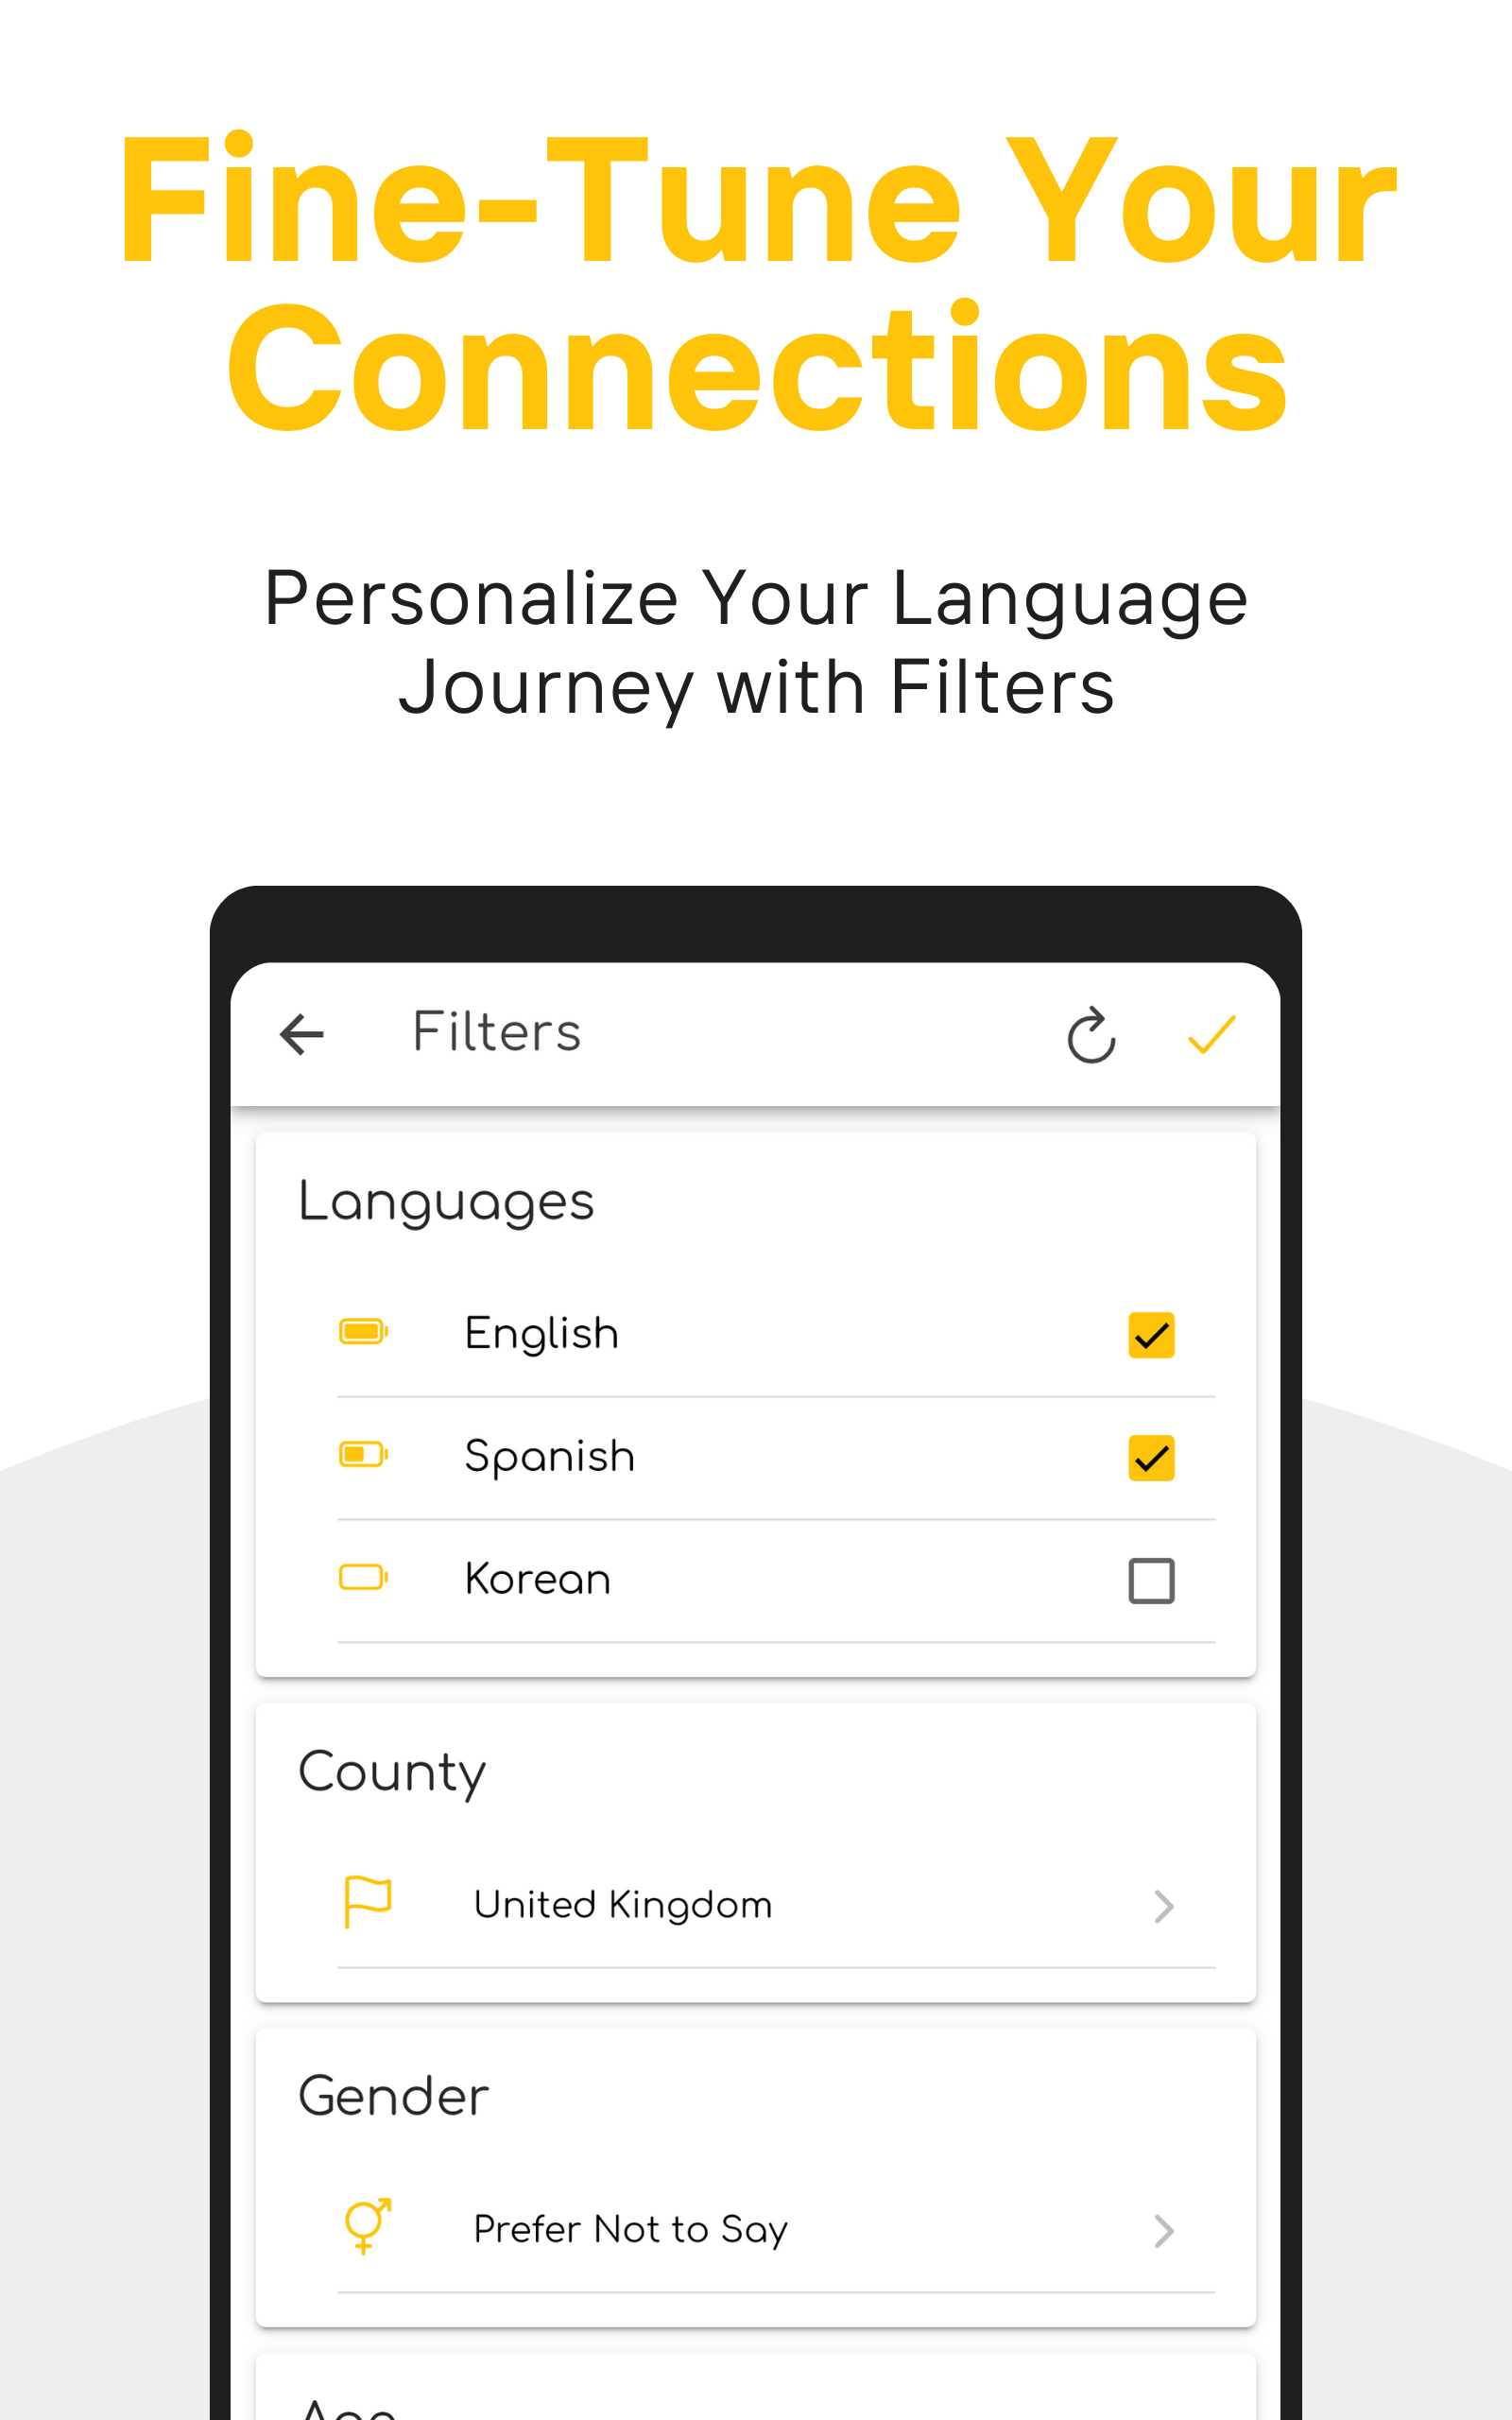 Fine-Tune Your
Connections
Personalize Your Language
Journey with Filters
Filters
Languages
English
Spanish
Korean
County
United Kingdom
Gender
Prefer Not to Say
Age